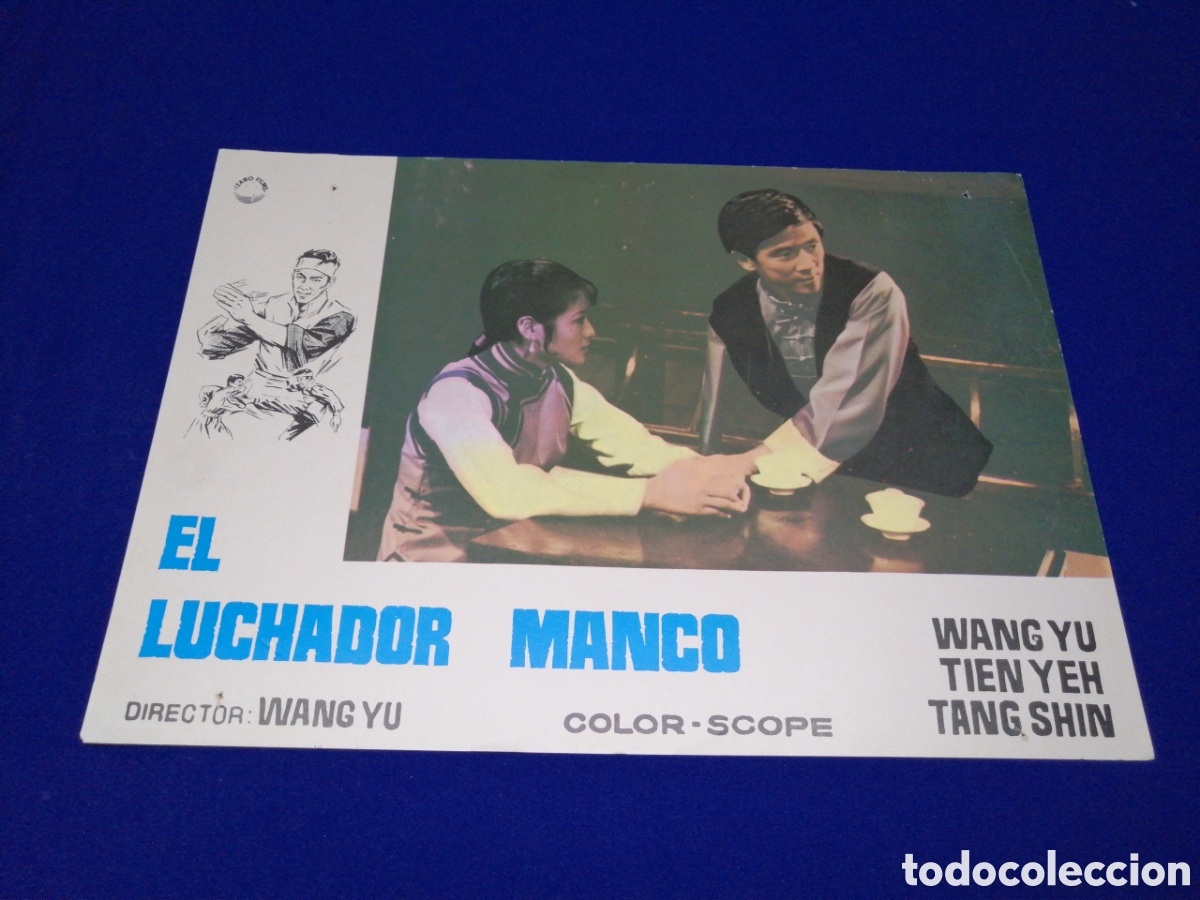 EL
LUCHADOR MANCO
DIRECTOR: WANG YU
COLOR-SCOPE
WANG YU
TIEN YEH
TANG SHIN
todocoleccion